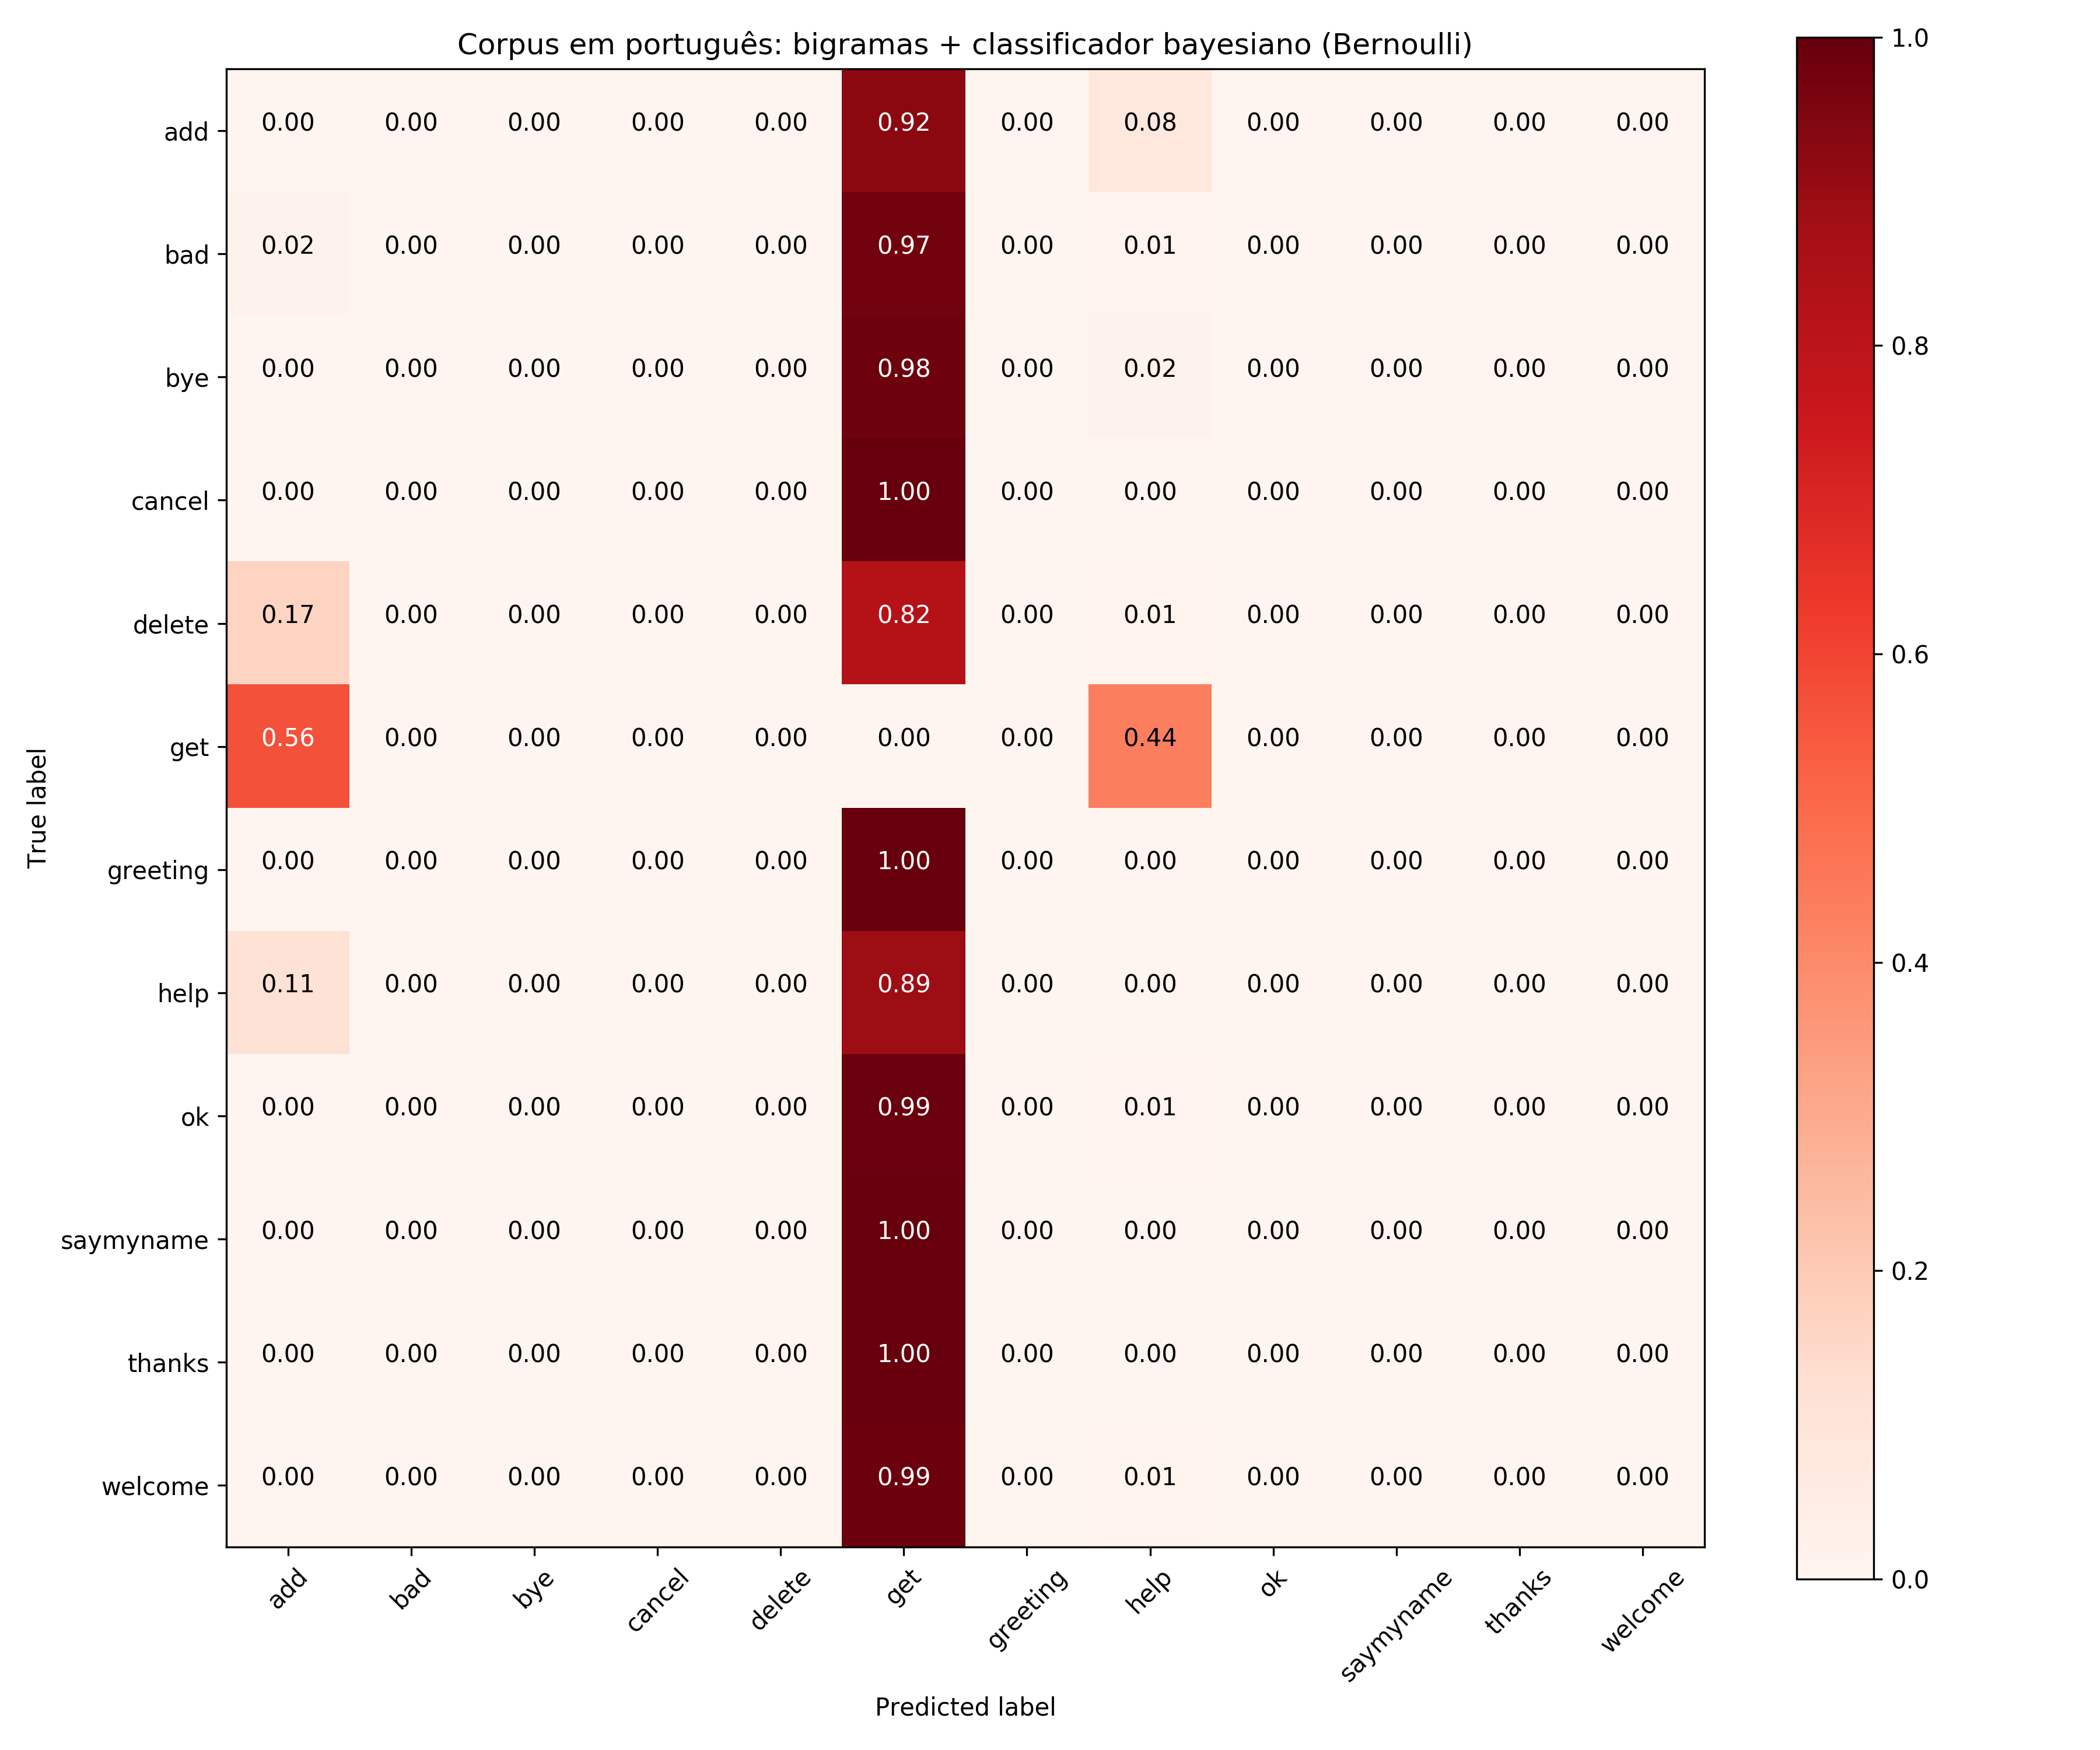 Corpus em português: bigramas + classificador bayesiano (Bernoulli)
add 0.00 0.00 0.00 0.00 0.00 0.92 0.00 0.08 0.00 0.00 0.00 0.00
bad 0.02 0.00 0.00 0.00 0.00 0.97 0.00 0.01 0.00 0.00 0.00 0.00
bye 0.00 0.00 0.00 0.00 0.00 0.98 0.00 0.02 0.00 0.00 0.00 0.00
cancel 0.00 0.00 0.00 0.00 0.00 1.00 0.00 0.00 0.00 0.00 0.00 0.00
delete 0.17 0.00 0.00 0.00 0.00 0.82 0.00 0.01 0.00 0.00 0.00 0.00
get 0.56 0.00 0.00 0.00 0.00 0.00 0.00 0.44 0.00 0.00 0.00 0.00
greeting 0.00 0.00 0.00 0.00 0.00 1.00 0.00 0.00 0.00 0.00 0.00 0.00
help 0.11 0.00 0.00 0.00 0.00 0.89 0.00 0.00 0.00 0.00 0.00 0.00
ok 0.00 0.00 0.00 0.00 0.00 0.99 0.00 0.01 0.00 0.00 0.00 0.00
saymyname 0.00 0.00 0.00 0.00 0.00 1.00 0.00 0.00 0.00 0.00 0.00 0.00
thanks 0.00 0.00 0.00 0.00 0.00 1.00 0.00 0.00 0.00 0.00 0.00 0.00
welcome 0.00 0.00 0.00 0.00 0.00 0.99 0.00 0.01 0.00 0.00 0.00 0.00
True label
add bad bye cancel delete get greeting help ok saymyname thanks welcome
Predicted label
1.0
0.8
0.6
0.4
0.2
0.0